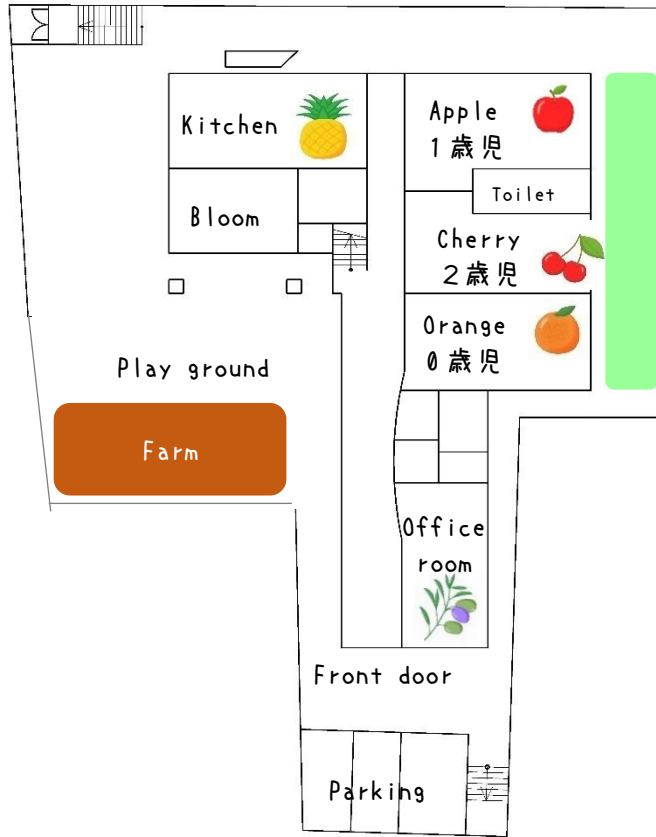 Kitchen
Apple
1歳児
Toilet
Bloom
Cherry
2歳児
Orange
0歳児
Play ground
Farm
Office
room
Front door
Parking